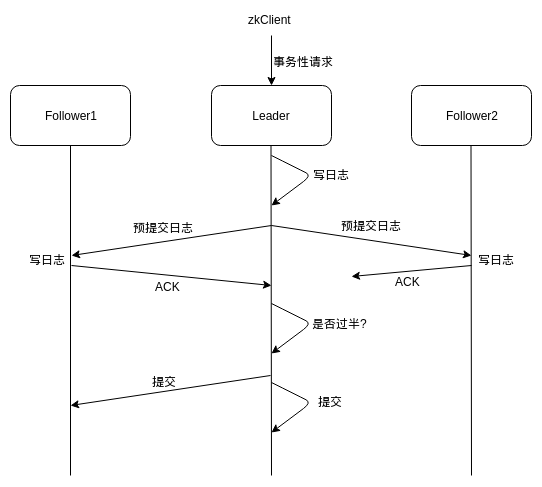 zkClient
事务性请求
Follower1
Leader
Follower2
写日志
预提交日志
预提交日志
写日志
写日志
ACK
ACK
是否过半?
提交
提交